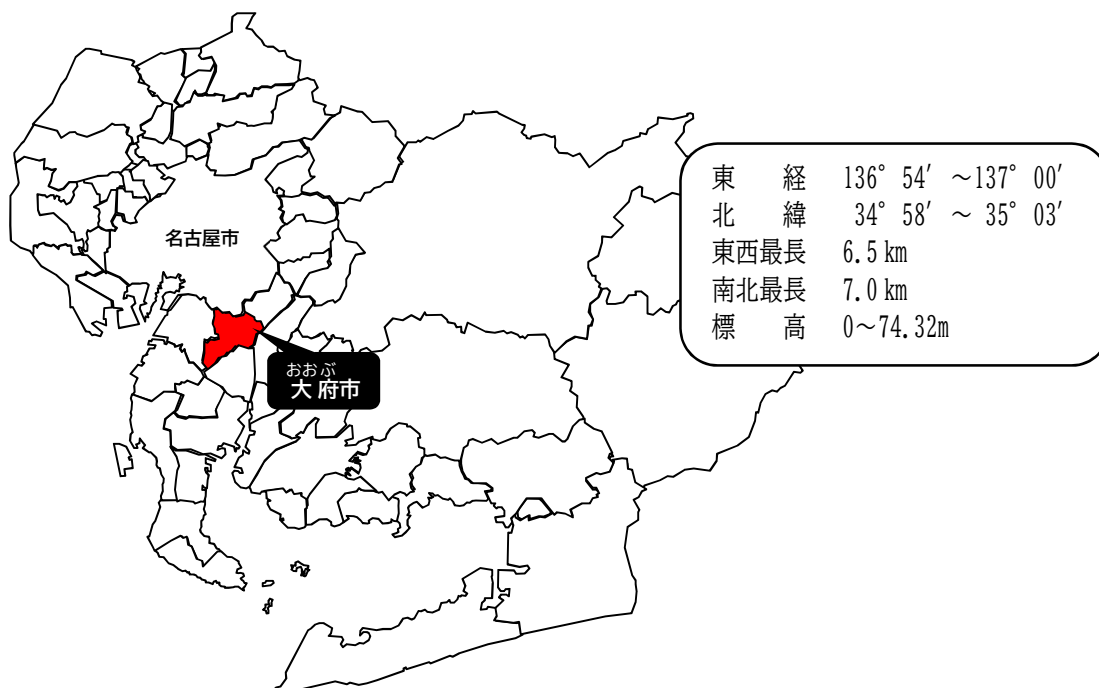 名古屋市
おおぶ
大府市
東　経　136°54′～137°00′
北　緯　34°58′～35°03′
東西最長　6.5km
南北最長　7.0km
標　高　0～74.32m